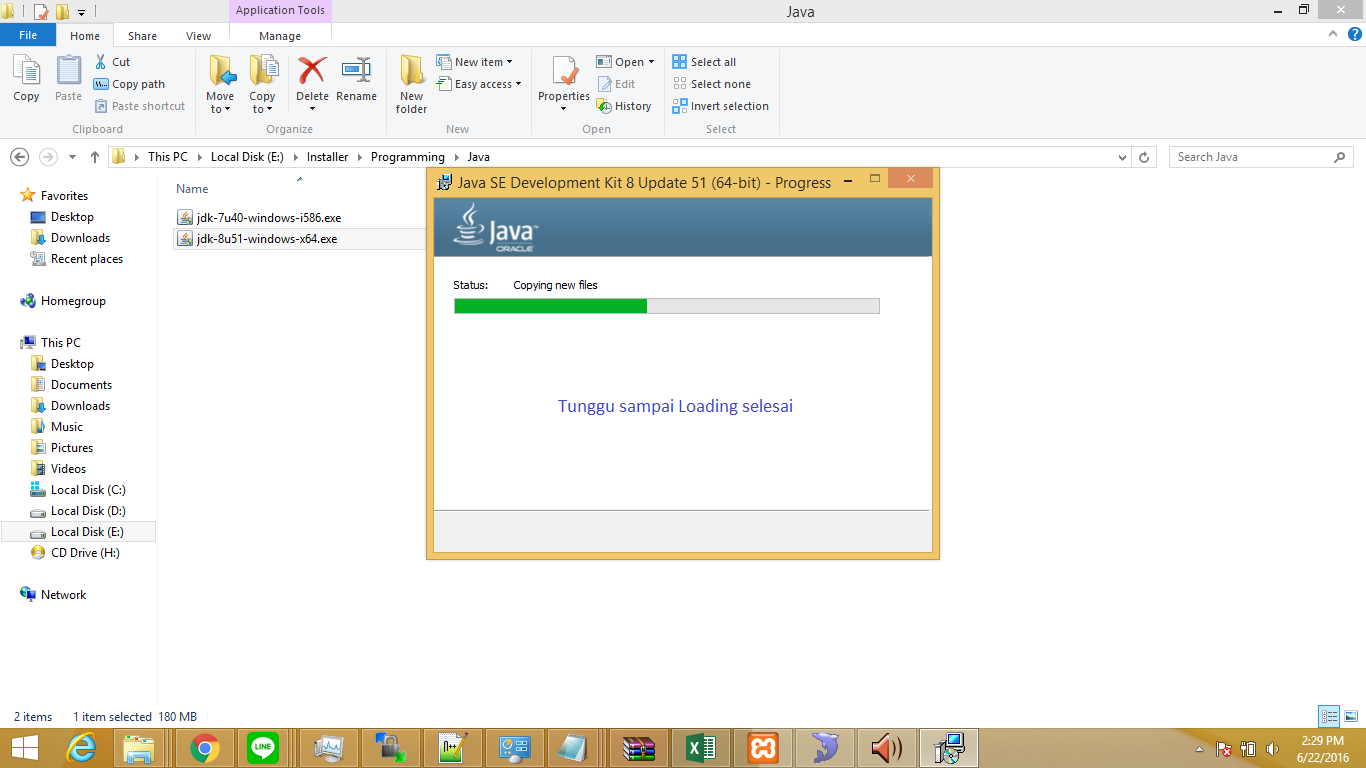 Application Tools
Java
File
Home
Share
View
Manage
Copy
Paste
Cut
Copy path
Paste shortcut
Clipboard
Move to
Copy to
Delete
Rename
Organize
New folder
New item
Easy access
New
Properties
Open
Edit
History
Open
Select all
Select none
Invert selection
Select
This PC
Local Disk (E:)
Installer
Programming
Java
Search Java
Favorites
Desktop
Downloads
Recent places
Homegroup
This PC
Desktop
Documents
Downloads
Music
Pictures
Videos
Local Disk (C:)
Local Disk (D:)
Local Disk (E:)
CD Drive (H:)
Network
Name
jdk-7u40-windows-i586.exe
jdk-8u51-windows-x64.exe
Java SE Development Kit 8 Update 51 (64-bit) - Progress
Java™
ORACLE
Status: Copying new files
Tunggu sampai Loading selesai
2 items 1 item selected 180 MB
LINE
2:29 PM
6/22/2016